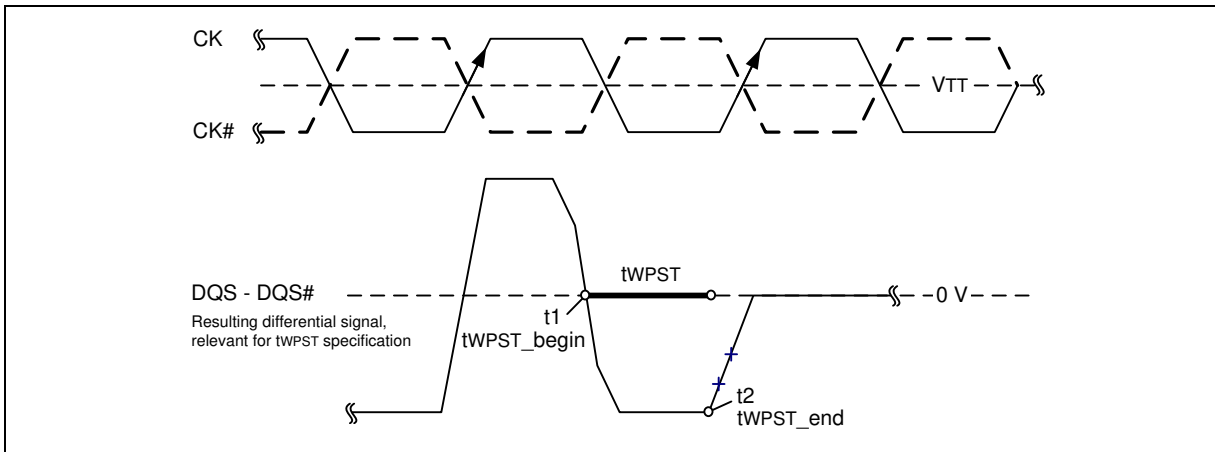 CK
VTT
CK#
tWPST
DQS - DQS#
0 V
Resulting differential signal,
relevant for tWPST specification
t1
tWPST_begin
t2
tWPST_end